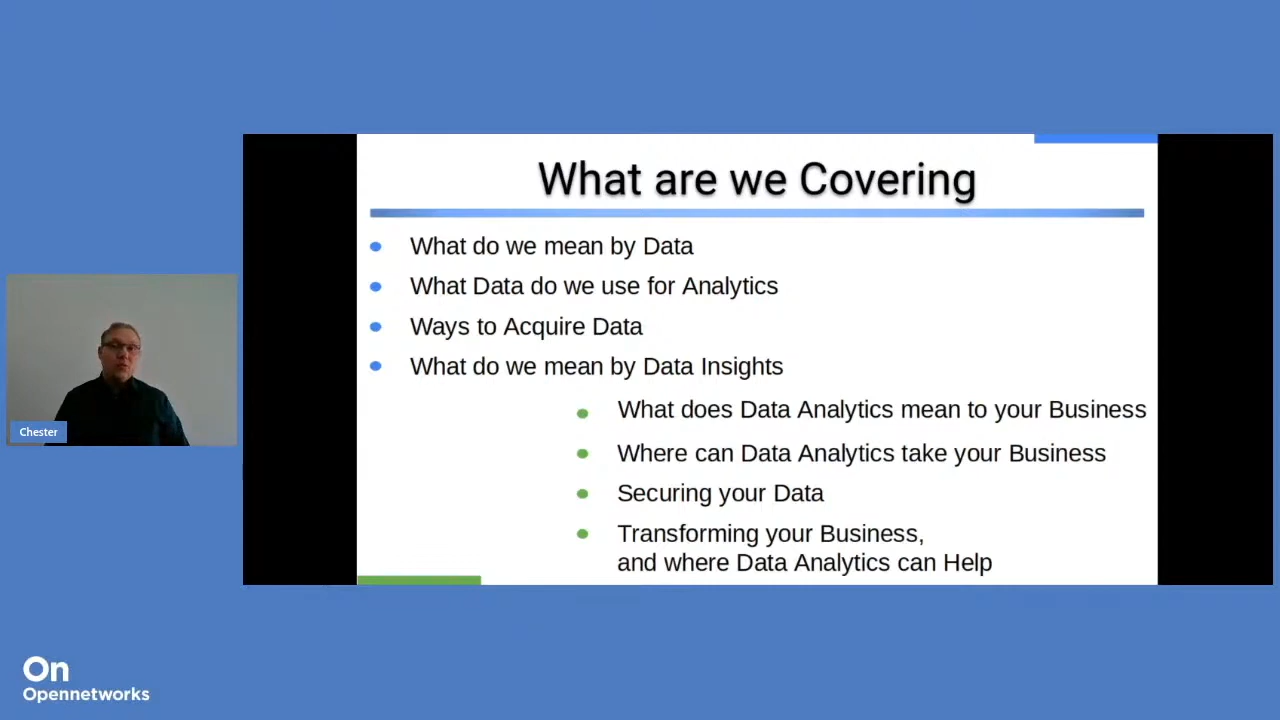 What are we Covering
What do we mean by Data
What Data do we use for Analytics
Ways to Acquire Data
What do we mean by Data Insights
What does Data Analytics mean to your Business
Where can Data Analytics take your Business
Securing your Data
Transforming your Business,
and where Data Analytics can Help
Chester
On
Opennetworks